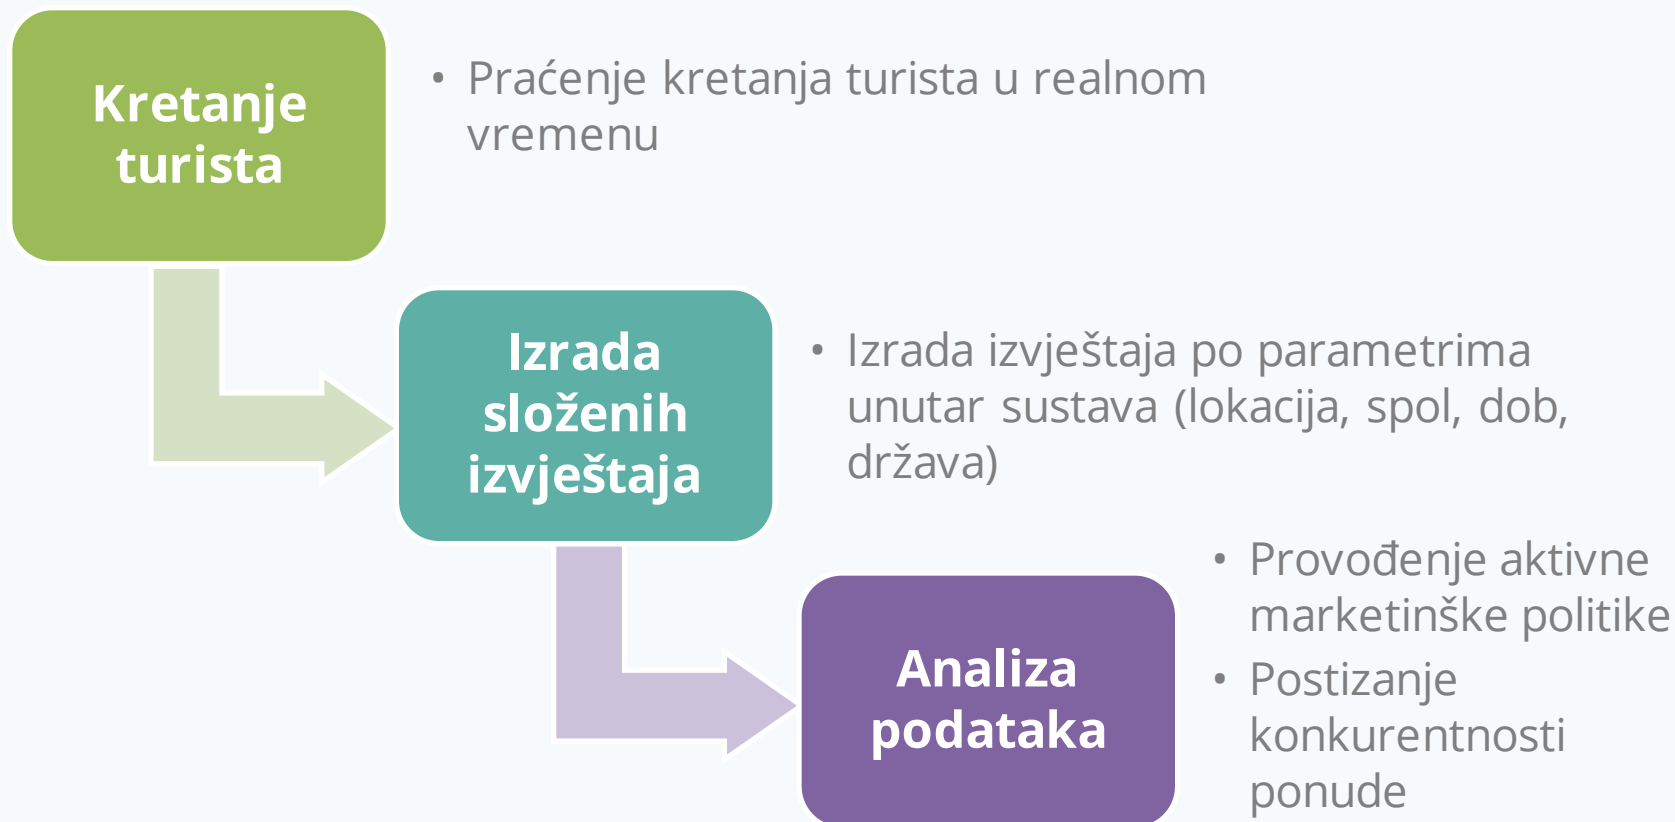 Kretanje
turista
• Praćenje kretanja turista u realnom
vremenu
Izrada
složenih
izvještaja
• Izrada izvještaja po parametrima
unutar sustava (lokacija, spol, dob,
država)
Analiza
podataka
• Provođenje aktivne
marketinške politike
• Postizanje
konkurentnosti
ponude